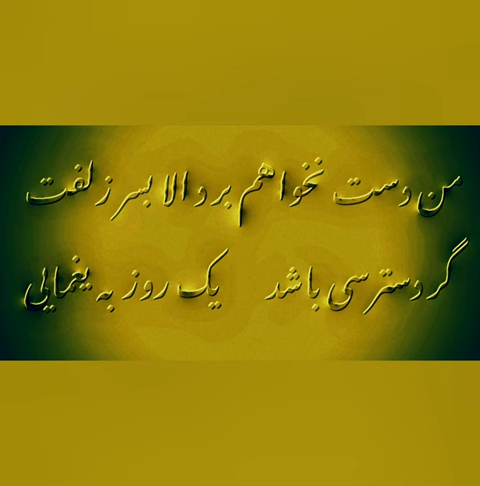 من دست نخواهم برد الا بسر زلفت
گر دسترسی باشد یک روز به یغمایی